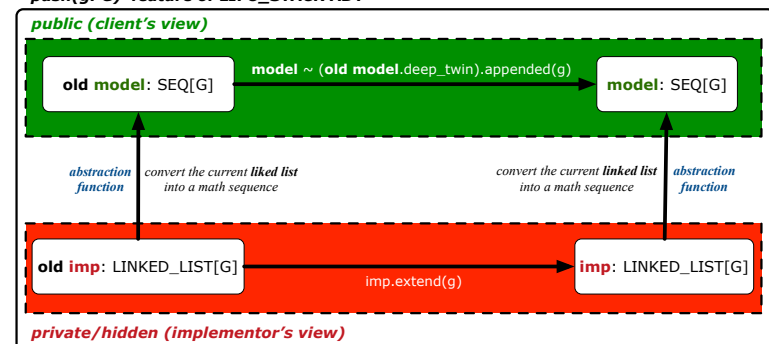 public (client's view)
old model: SEQ[G]
model ~ (old model.deep_twin).appended(g)
model: SEQ[G]
abstraction
function
convert the current liked list
into a math sequence
convert the current linked list
into a math sequence
abstraction
function
old imp: LINKED_LIST[G]
imp.extend(g)
imp: LINKED_LIST[G]
private/hidden (implementor's view)